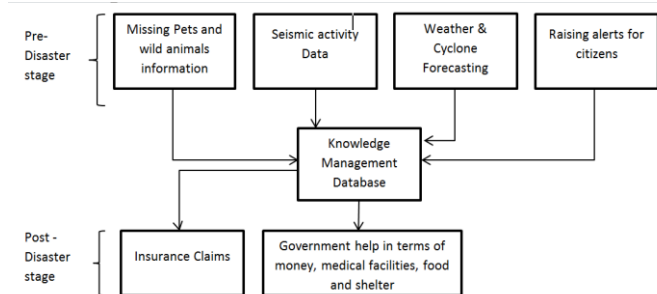 Pre-
Disaster
stage
Missing Pets and
wild animals
information
Seismic activity
Data
Weather &
Cyclone
Forecasting
Raising alerts for
citizens
Knowledge
Management
Database
Post -
Disaster
stage
Insurance Claims
Government help in terms of
money, medical facilities, food
and shelter